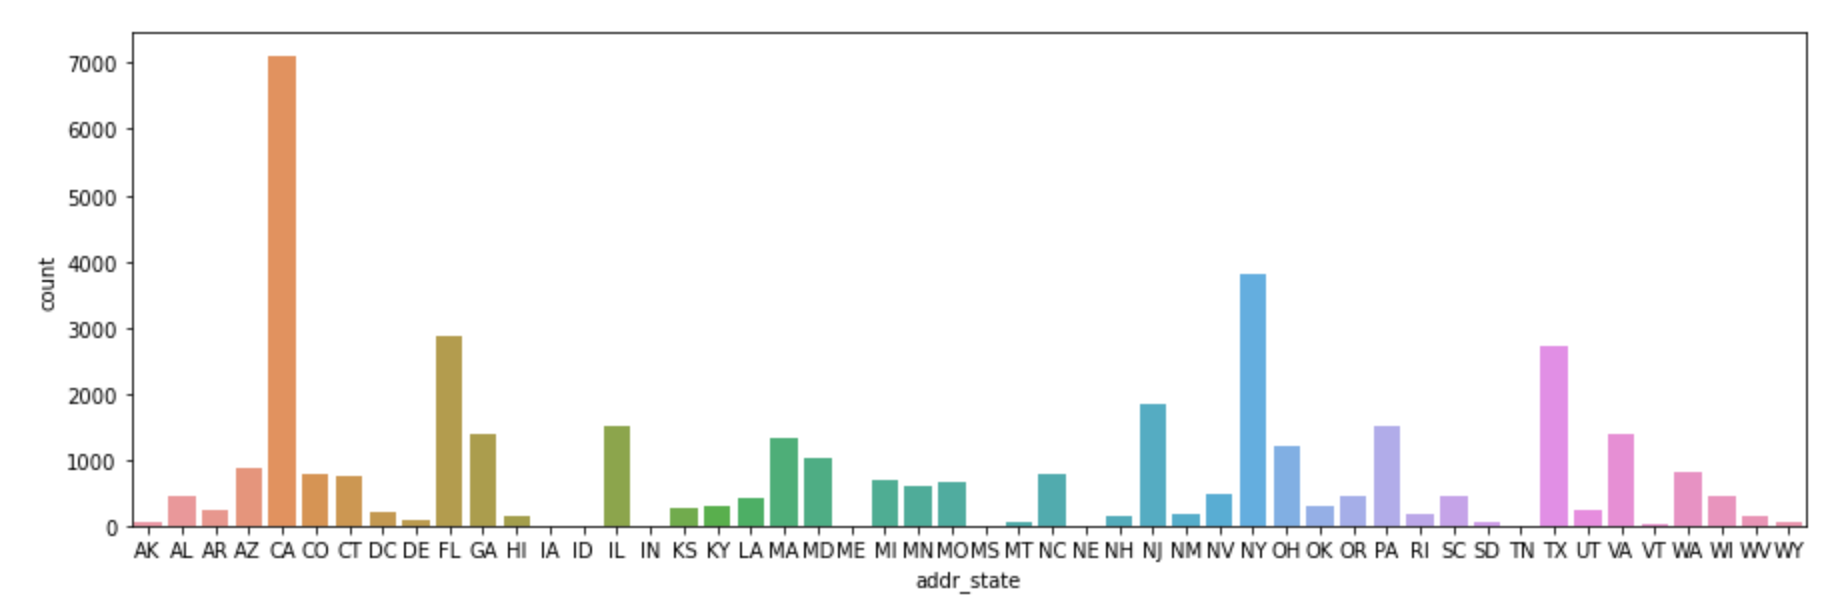 7000
6000
5000
4000
3000
2000
1000
0
count
AK AL AR AZ CA CO CT DC DE FL GA HI IA ID IL IN KS KY LA MA MD ME MI MN MO MS MT NC NE NH NJ NM NV NY OH OK OR PA RI SC SD TN TX UT VA VT WA WI WV WY
addr_state